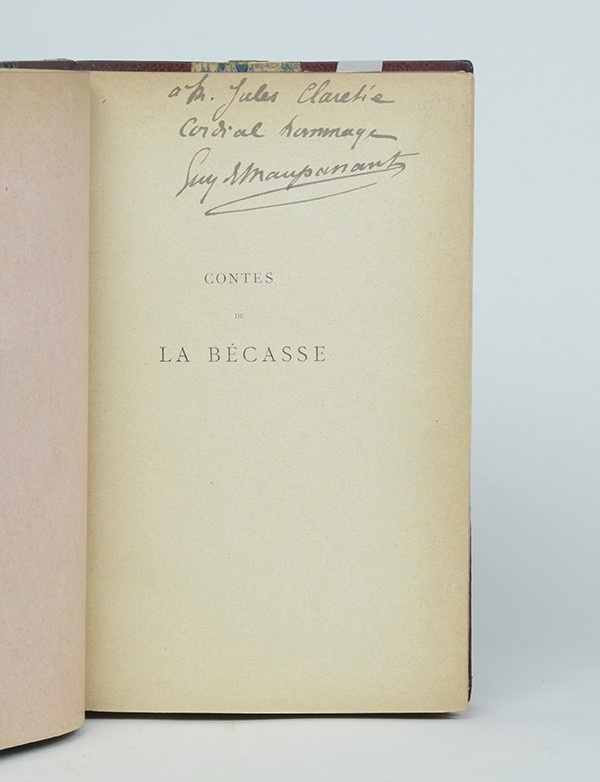 a M. Jules Claretie
Cordial hommage
Guy de Maupassant
CONTES
DE
LA BÉCASSE